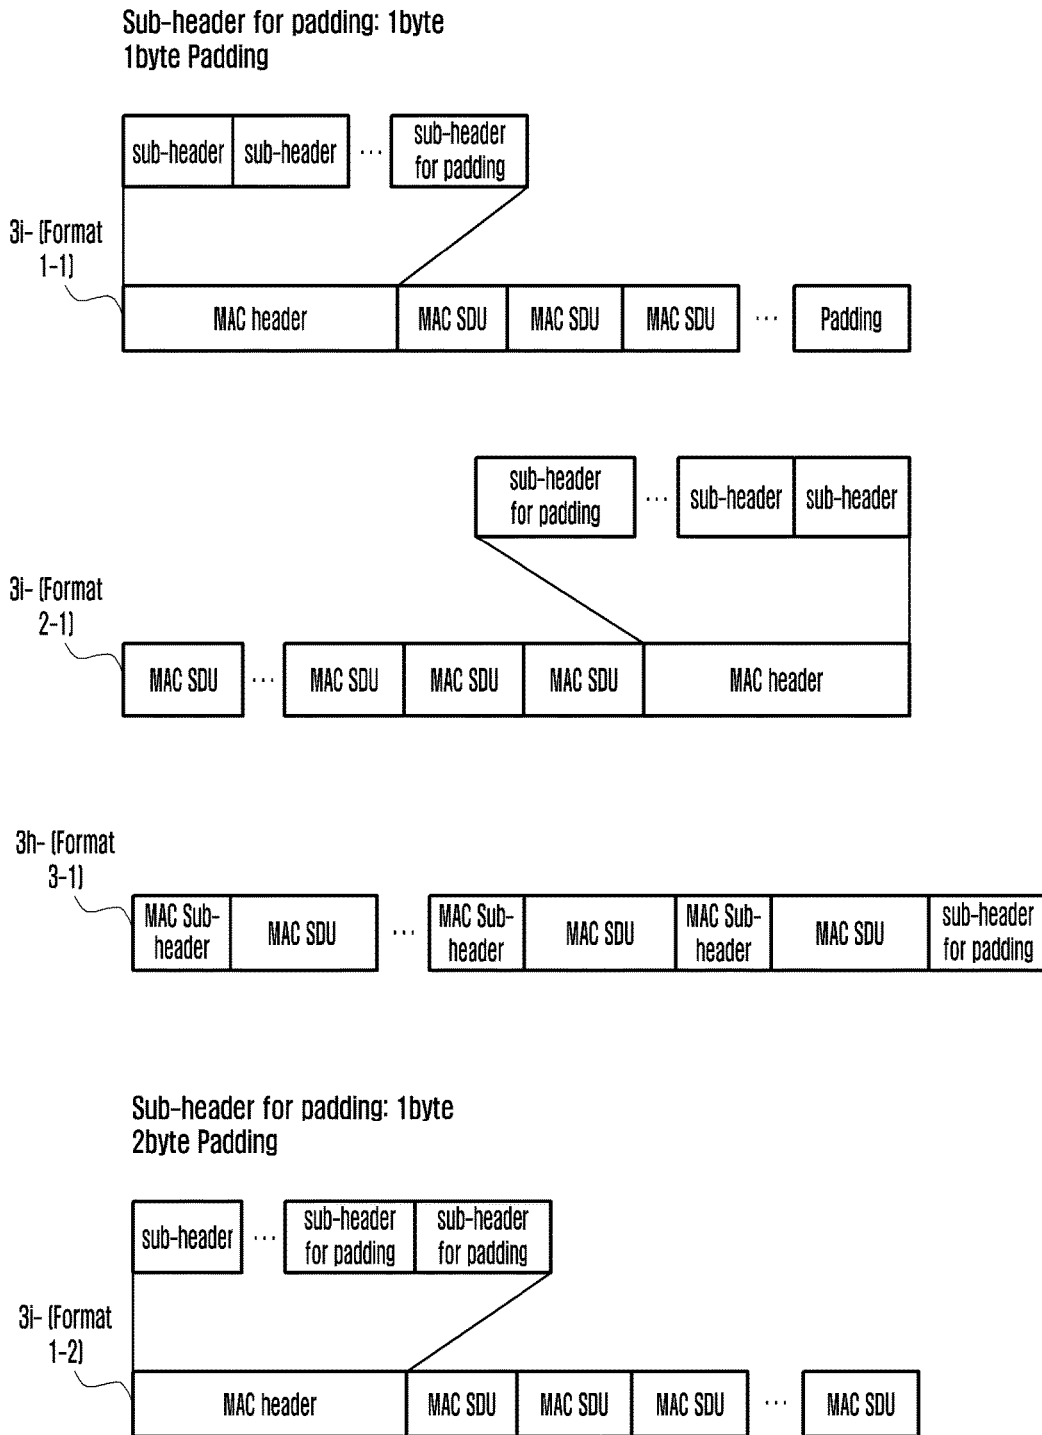 Sub-header for padding: 1byte
1byte Padding
sub-header sub-header ... sub-header
for padding
3i- (Format
1-1)
MAC header MAC SDU MAC SDU MAC SDU ... Padding
sub-header
for padding ... sub-header sub-header
3i- (Format
2-1)
MAC SDU ... MAC SDU MAC SDU MAC SDU MAC header
3h- (Format
3-1)
MAC Sub-
header MAC SDU ... MAC Sub-
header MAC SDU MAC Sub-
header MAC SDU sub-header
for padding
Sub-header for padding: 1byte
2byte Padding
sub-header ... sub-header
for padding sub-header
for padding
3i- (Format
1-2)
MAC header MAC SDU MAC SDU MAC SDU ... MAC SDU